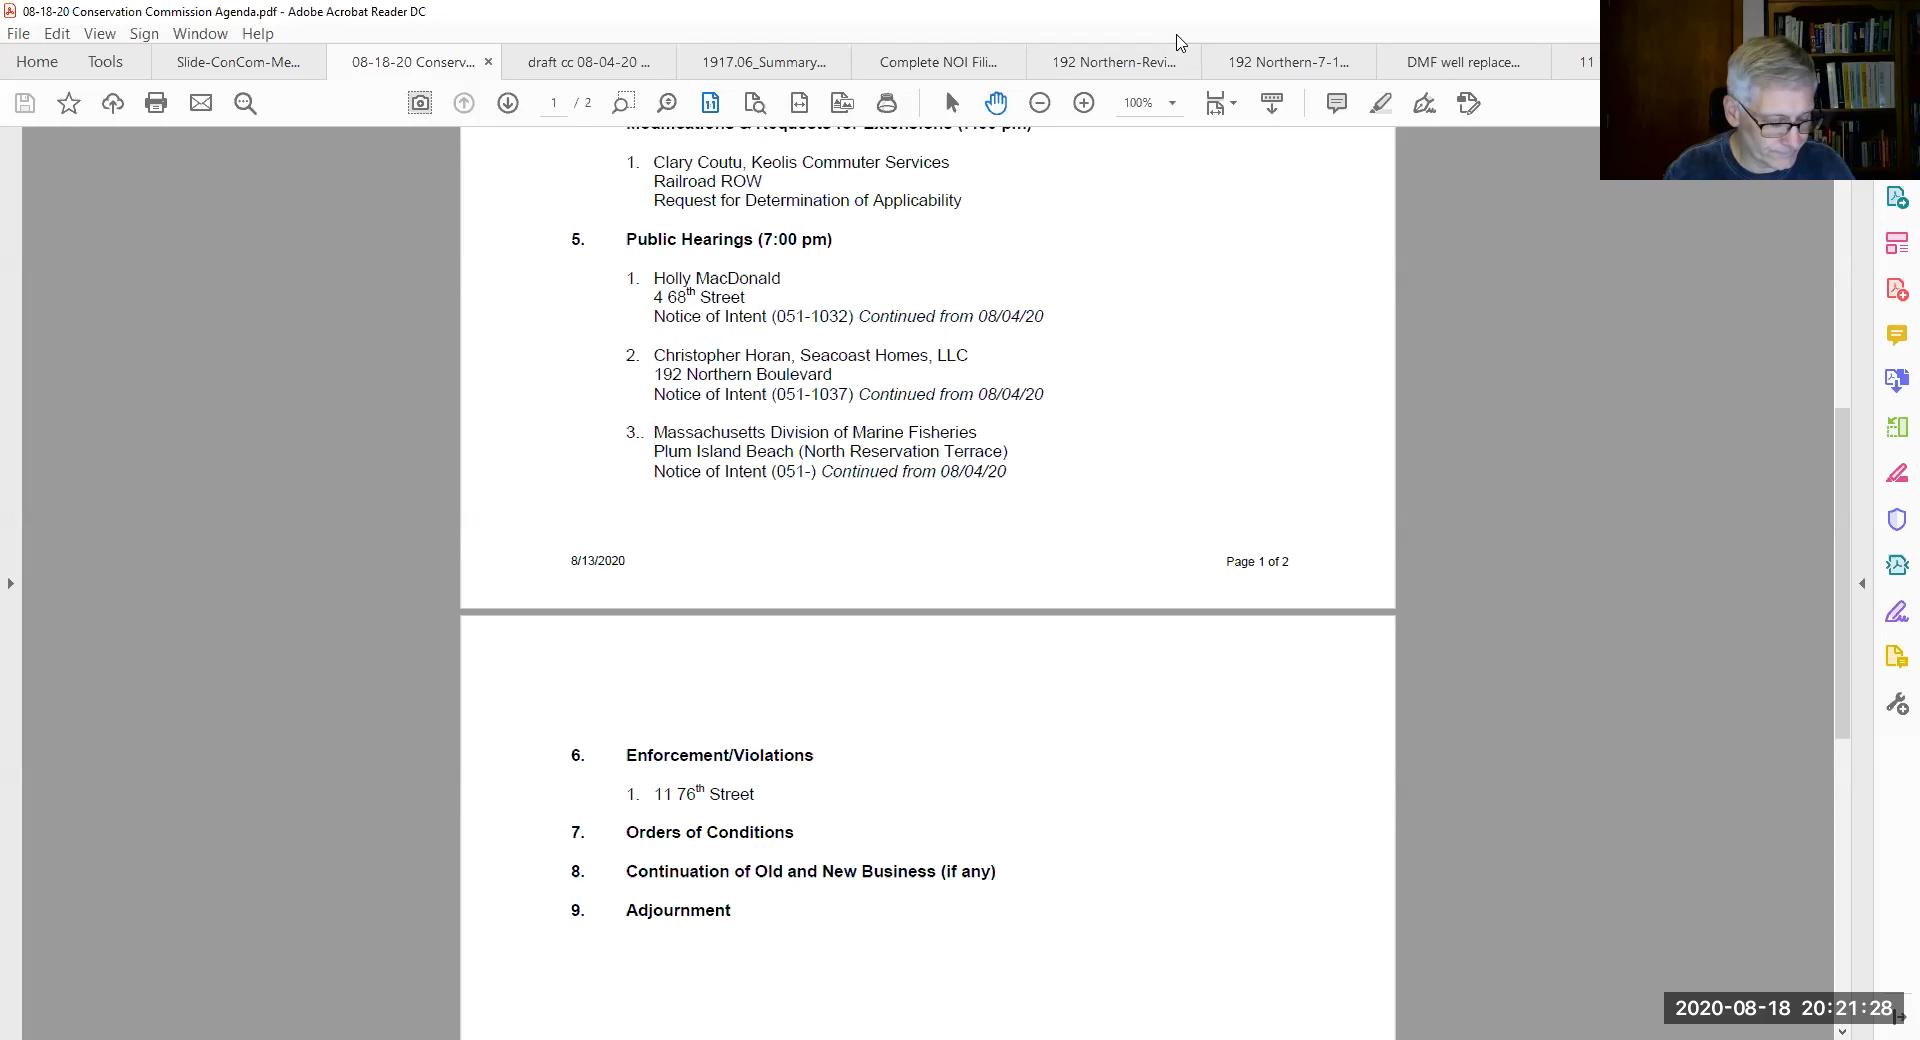 08-18-20 Conservation Commission Agenda.pdf - Adobe Acrobat Reader DC
File Edit View Sign Window Help
Home Tools Slide-ConCom-Me... 08-18-20 Conserv... × draft cc 08-04-20 ... 1917.06_Summary... Complete NOI Fili... 192 Northern-Revi... 192 Northern-7-1... DMF well replace... 11
1 / 2 100%
Modifications & Requests for Extensions (7:00 pm)
1. Clary Coutu, Keolis Commuter Services
Railroad ROW
Request for Determination of Applicability
5. Public Hearings (7:00 pm)
1. Holly MacDonald
4 68th Street
Notice of Intent (051-1032) Continued from 08/04/20
2. Christopher Horan, Seacoast Homes, LLC
192 Northern Boulevard
Notice of Intent (051-1037) Continued from 08/04/20
3.. Massachusetts Division of Marine Fisheries
Plum Island Beach (North Reservation Terrace)
Notice of Intent (051-) Continued from 08/04/20
8/13/2020 Page 1 of 2
6. Enforcement/Violations
1. 11 76th Street
7. Orders of Conditions
8. Continuation of Old and New Business (if any)
9. Adjournment
2020-08-18 20:21:28